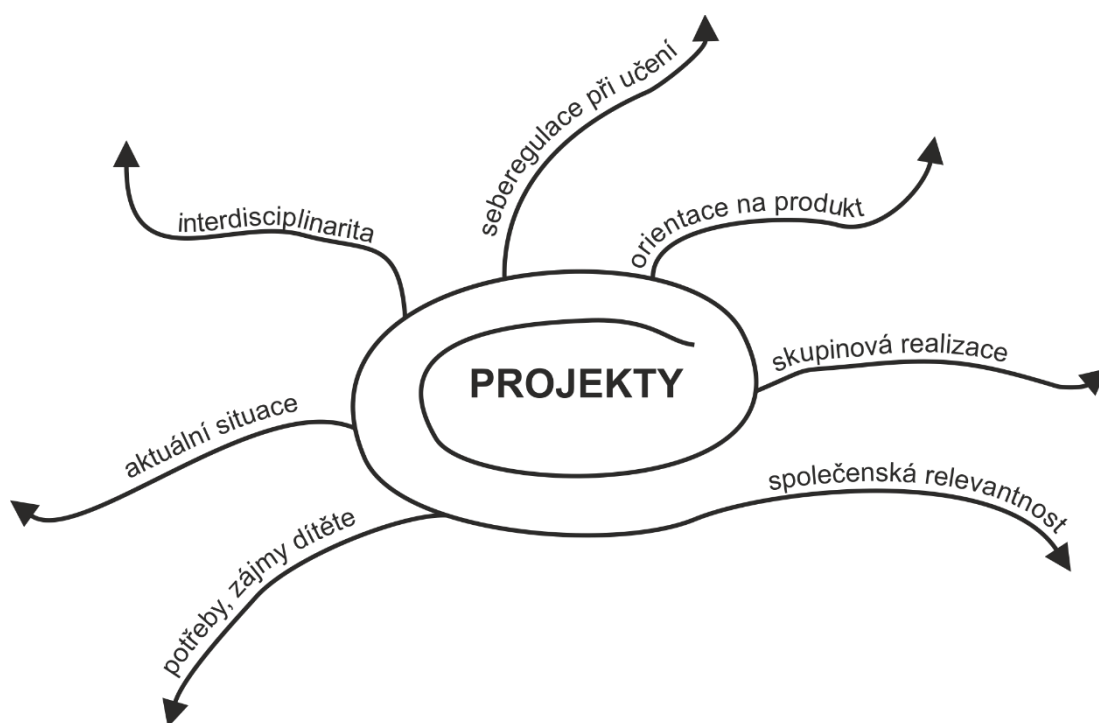 seberegulace při učení
orientace na produkt
interdisciplinarita
skupinová realizace
PROJEKTY
aktuální situace
společenská relevantnost
potřeby, zájmy dítěte